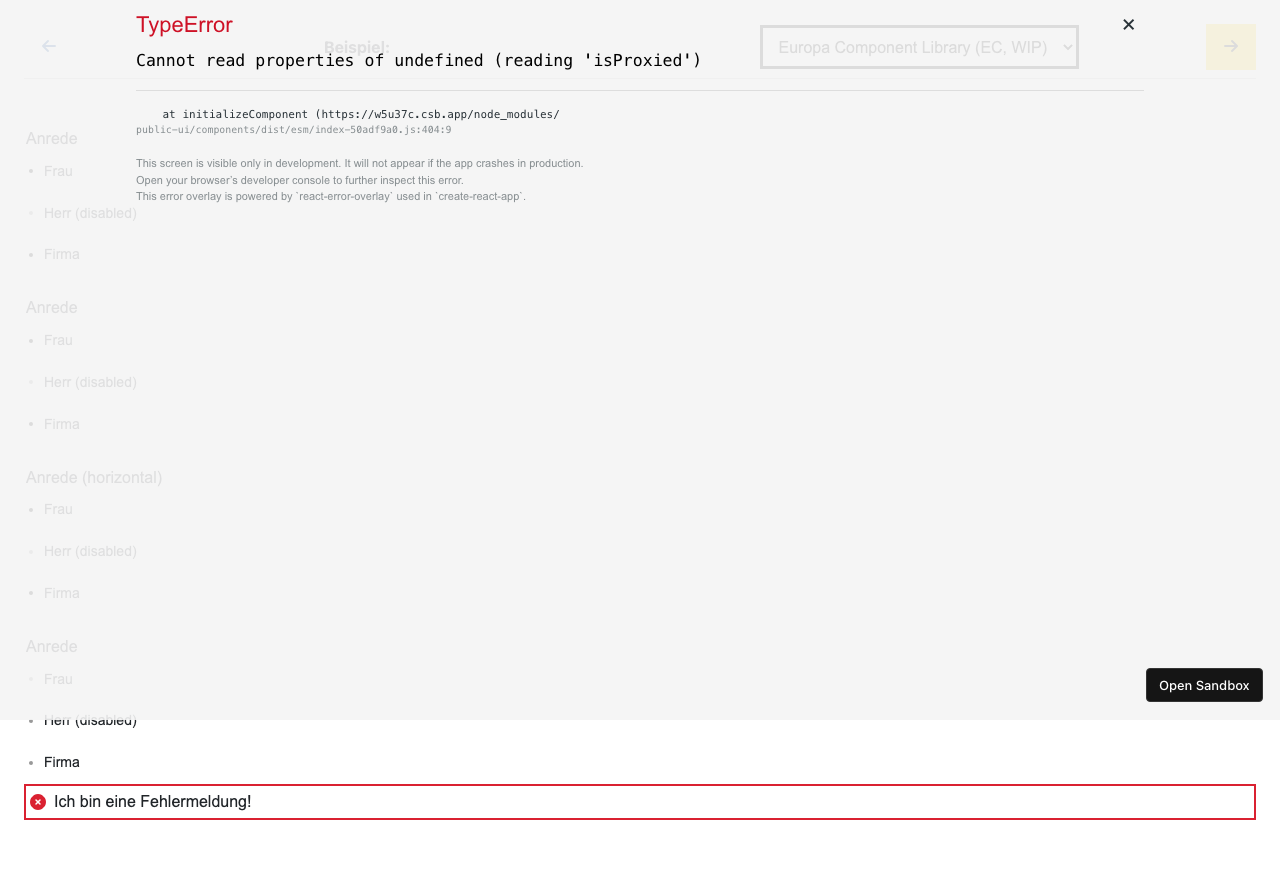 TypeError
Beispiel:
Europa Component Library (EC, WIP)
Cannot read properties of undefined (reading 'isProxied')
at initializeComponent (https://w5u37c.csb.app/node_modules/
public-ui/components/dist/esm/index-50adf9a0.js:404:9
This screen is visible only in development. It will not appear if the app crashes in production.
Open your browser’s developer console to further inspect this error.
This error overlay is powered by `react-error-overlay` used in `create-react-app`.
Anrede
Frau
Herr (disabled)
Firma
Anrede
Frau
Herr (disabled)
Firma
Anrede (horizontal)
Frau
Herr (disabled)
Firma
Anrede
Frau
Open Sandbox
Herr (disabled)
Firma
Ich bin eine Fehlermeldung!